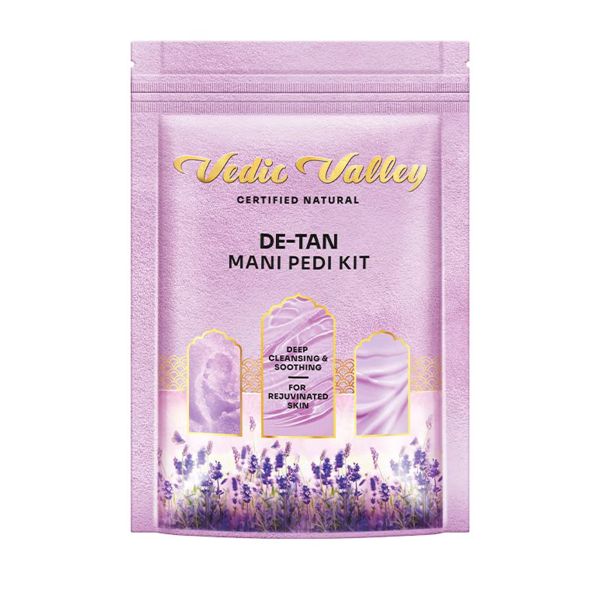 Vedic Valley
CERTIFIED NATURAL
DE-TAN
MANI PEDI KIT
DEEP
CLEANSING &
SOOTHING
FOR
REJUVINATED
SKIN